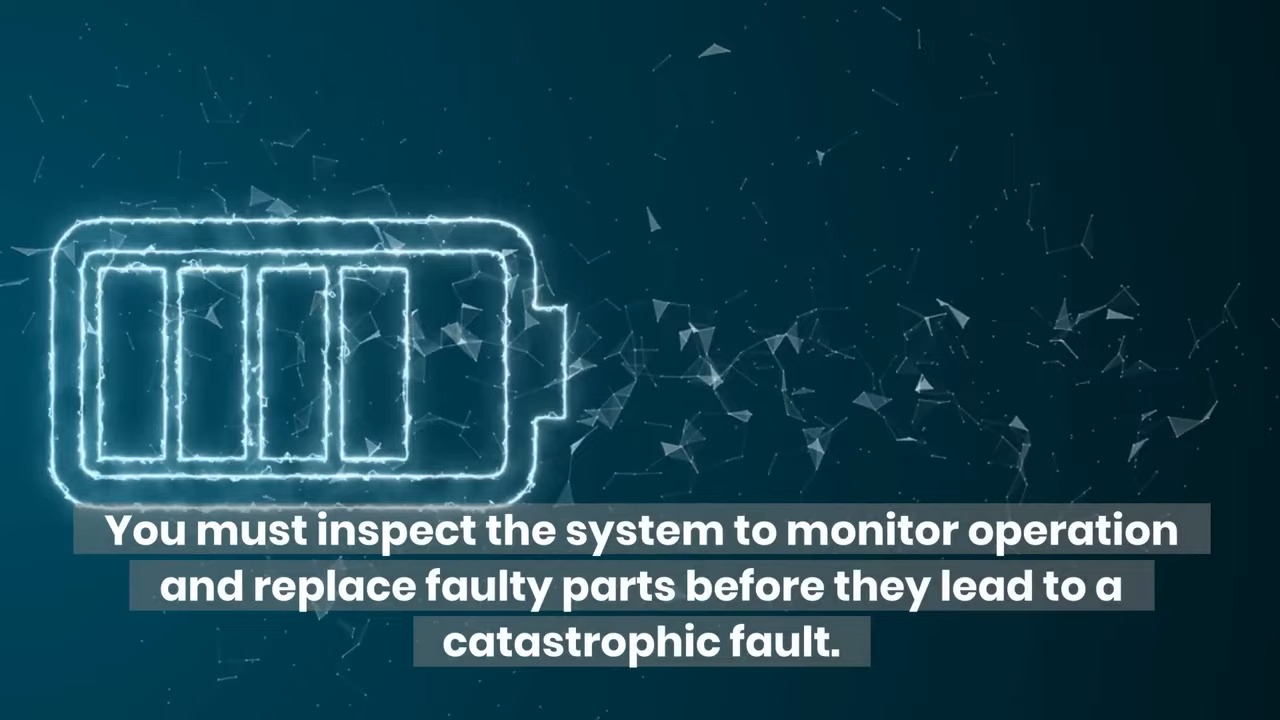 You must inspect the system to monitor operation
and replace faulty parts before they lead to a
catastrophic fault.